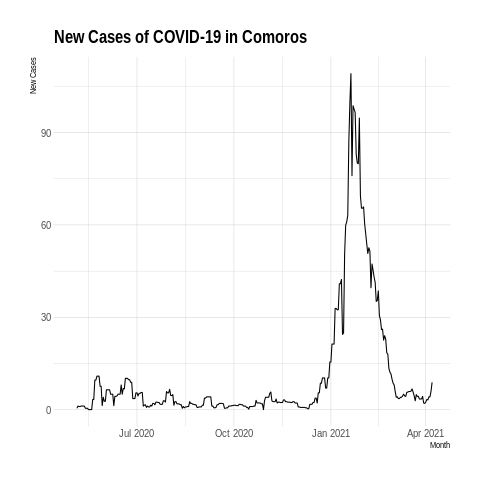 New Cases of COVID-19 in Comoros
New Cases
90
60
30
0
Jul 2020
Oct 2020
Jan 2021
Apr 2021
Month